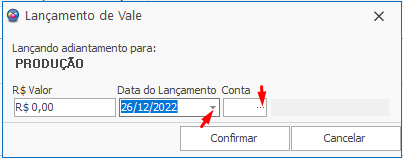 Lançamento de Vale
Lançando adiantamento para:
PRODUÇÃO
R$ Valor Data do Lançamento Conta
R$ 0,00 26/12/2022 ...
Confirmar Cancelar